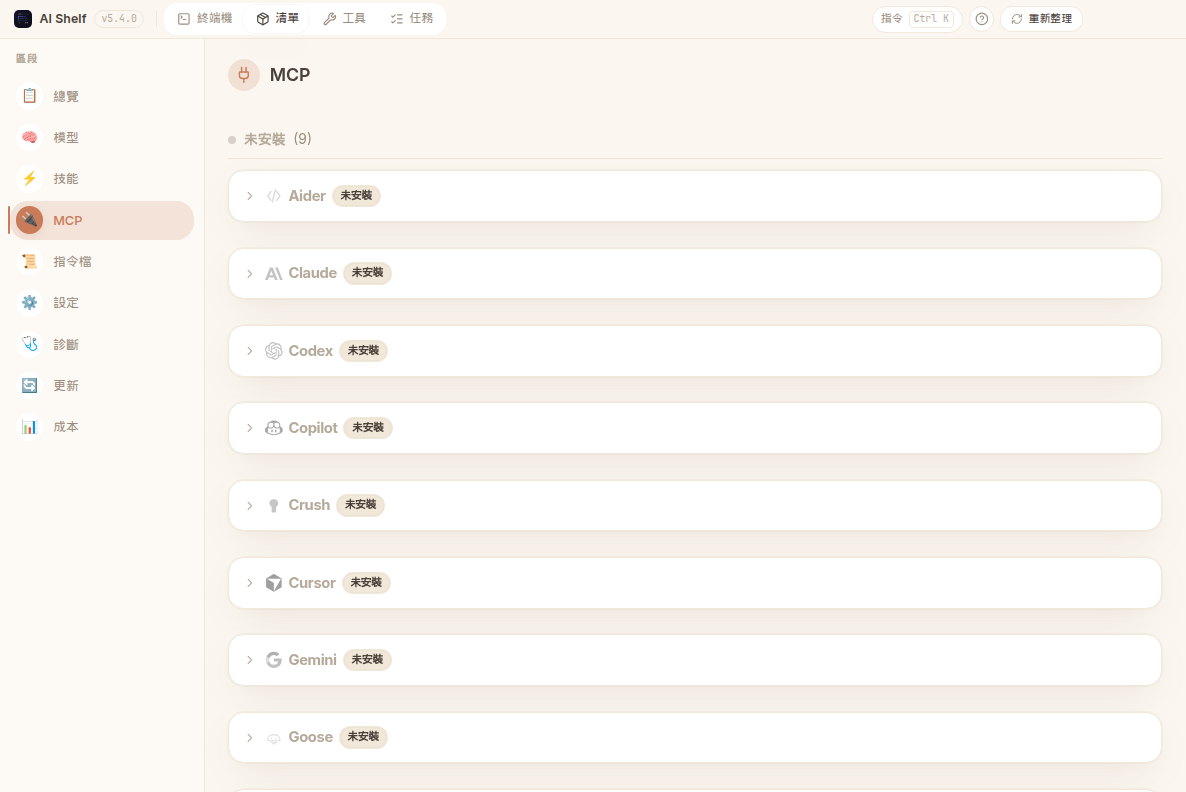 AI Shelf v5.4.0 終端機 清單 工具 任務 指令 Ctrl K 重新整理
區段
總覽
模型
技能
MCP
指令檔
設定
診斷
更新
成本
MCP
未安裝 (9)
Aider 未安裝
Claude 未安裝
Codex 未安裝
Copilot 未安裝
Crush 未安裝
Cursor 未安裝
Gemini 未安裝
Goose 未安裝